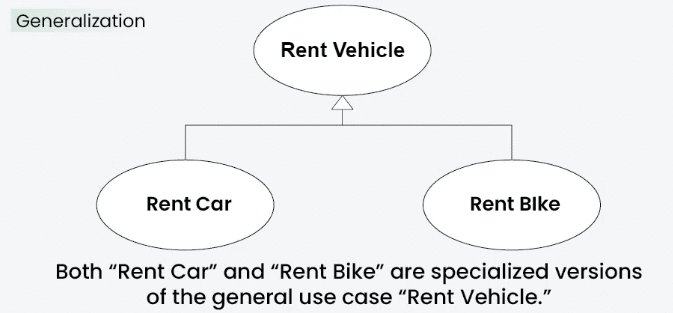 Generalization
Rent Vehicle
Rent Car
Rent BIke
Both “Rent Car” and “Rent Bike” are specialized versions
of the general use case “Rent Vehicle.”